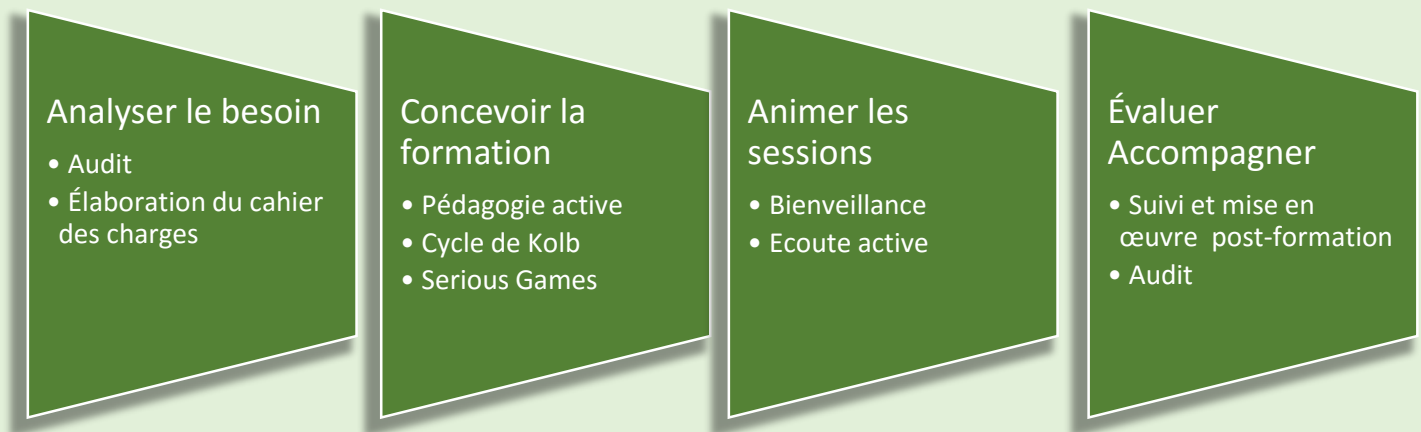 Analyser le besoin
• Audit
• Élaboration du cahier
des charges
Concevoir la
formation
• Pédagogie active
• Cycle de Kolb
• Serious Games
Animer les
sessions
• Bienveillance
• Ecoute active
Évaluer
Accompagner
• Suivi et mise en
œuvre post-formation
• Audit